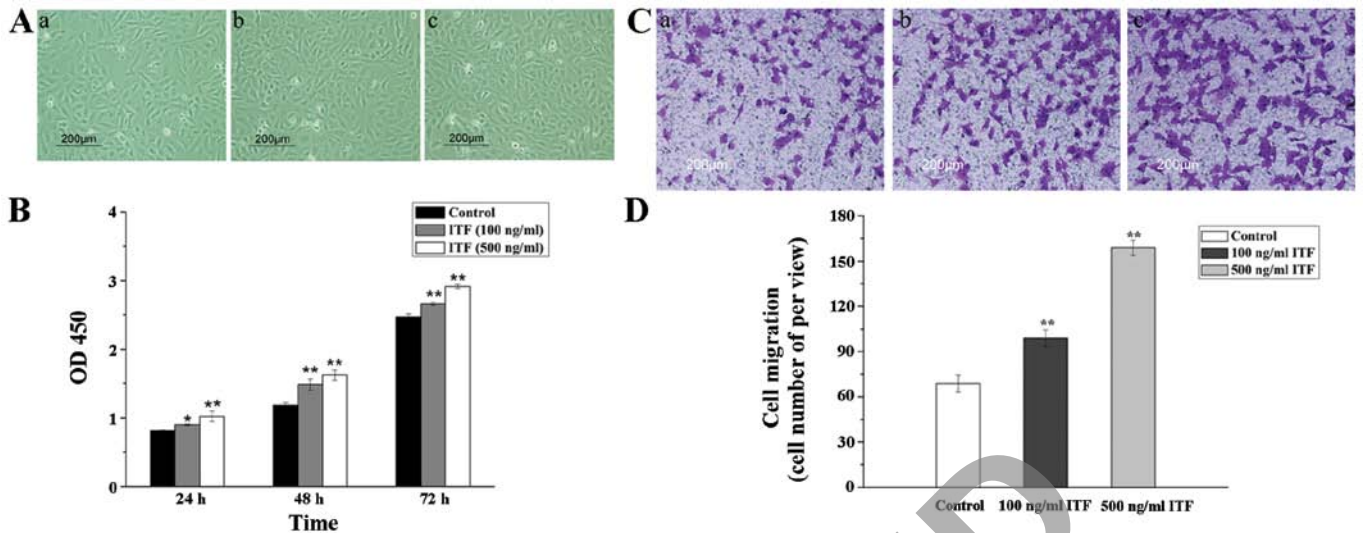 A
a
b
c
200μm
200μm
200μm
C
a
b
c
200μm
200μm
200μm
B
4
3
2
1
0
OD 450
Control
ITF (100 ng/ml)
ITF (500 ng/ml)
*
**
**
**
**
**
24 h
48 h
72 h
Time
D
180
150
120
90
60
30
0
Cell migration
(cell number of per view)
Control
100 ng/ml ITF
500 ng/ml ITF
**
**
Control
100 ng/ml ITF
500 ng/ml ITF